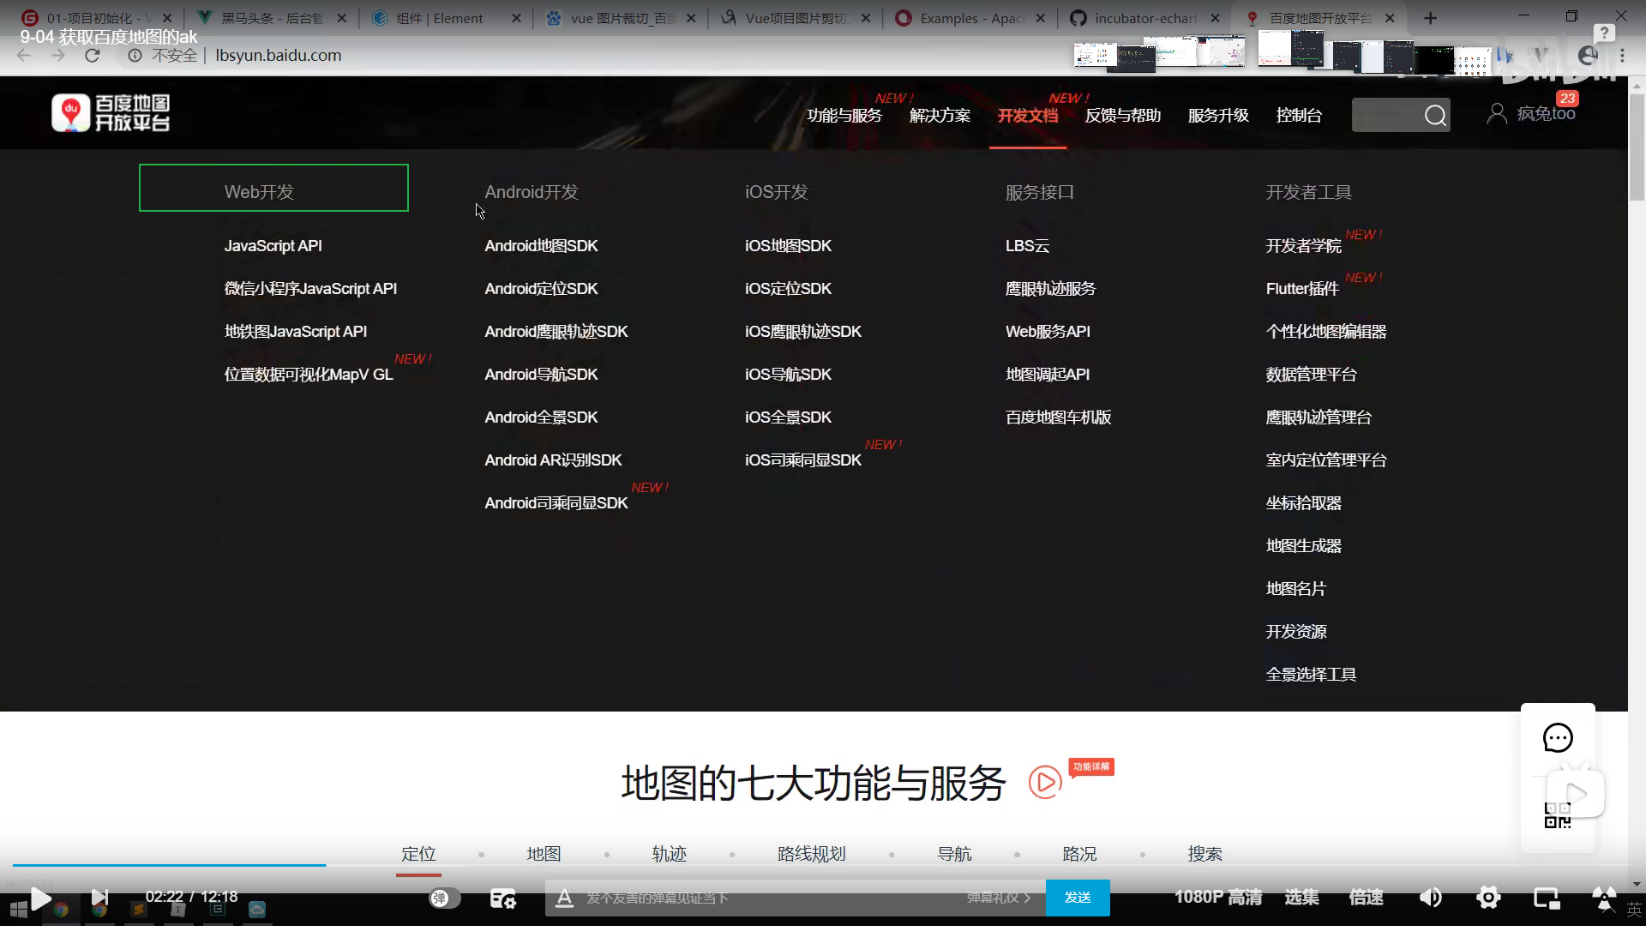 01-项目初始化 -
黑马头条 - 后台管
组件 | Element
vue 图片裁切_百度
Vue项目图片剪切
Examples - Apac
incubator-echart
百度地图开放平台
9-04 获取百度地图的ak
不安全 | lbsyun.baidu.com
?
du
百度地图
开放平台
NEW !
NEW !
功能与服务
解决方案
开发文档
反馈与帮助
服务升级
控制台
疯兔too
23
Web开发
JavaScript API
微信小程序JavaScript API
地铁图JavaScript API
位置数据可视化MapV GL
NEW !
Android开发
Android地图SDK
Android定位SDK
Android鹰眼轨迹SDK
Android导航SDK
Android全景SDK
Android AR识别SDK
Android司乘同显SDK
NEW !
iOS开发
iOS地图SDK
iOS定位SDK
iOS鹰眼轨迹SDK
iOS导航SDK
iOS全景SDK
iOS司乘同显SDK
NEW !
服务接口
LBS云
鹰眼轨迹服务
Web服务API
地图调起API
百度地图车机版
开发者工具
开发者学院
NEW !
Flutter插件
NEW !
个性化地图编辑器
数据管理平台
鹰眼轨迹管理台
室内定位管理平台
坐标拾取器
地图生成器
地图名片
开发资源
全景选择工具
地图的七大功能与服务
功能详解
定位
地图
轨迹
路线规划
导航
路况
搜索
02:22 / 12:18
弹
发个友善的弹幕见证当下
弹幕礼仪
发送
1080P 高清
选集
倍速
英